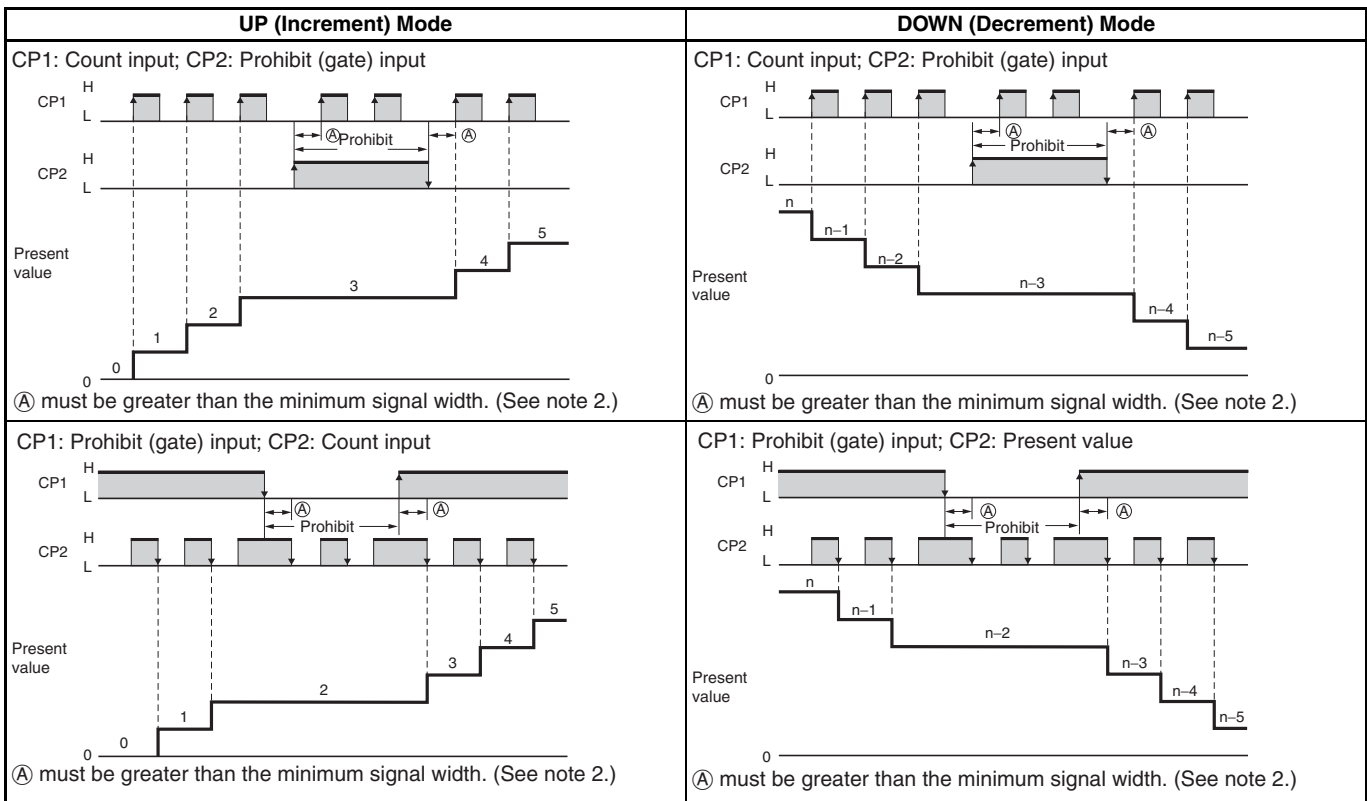 UP (Increment) Mode
DOWN (Decrement) Mode
CP1: Count input; CP2: Prohibit (gate) input
H
CP1
L
Ⓐ Prohibit Ⓐ
H
CP2
L
Present
value
0
1
2
3
4
5
0
Ⓐ must be greater than the minimum signal width. (See note 2.)
CP1: Count input; CP2: Prohibit (gate) input
H
CP1
L
Ⓐ Prohibit Ⓐ
H
CP2
L
n
n–1
n–2
n–3
n–4
n–5
Present
value
0
Ⓐ must be greater than the minimum signal width. (See note 2.)
CP1: Prohibit (gate) input; CP2: Count input
H
CP1
L
Ⓐ Prohibit Ⓐ
H
CP2
L
Present
value
0
1
2
3
4
5
0
Ⓐ must be greater than the minimum signal width. (See note 2.)
CP1: Prohibit (gate) input; CP2: Present value
H
CP1
L
Ⓐ Prohibit Ⓐ
H
CP2
L
n
n–1
n–2
n–3
n–4
n–5
Present
value
0
Ⓐ must be greater than the minimum signal width. (See note 2.)